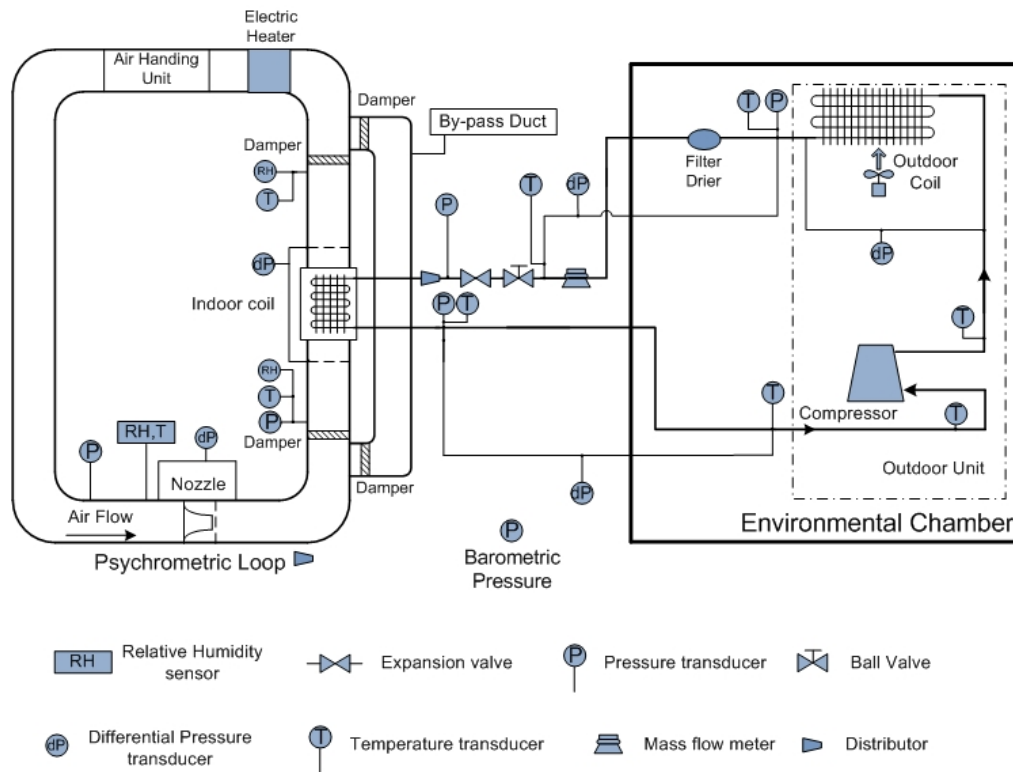 Electric
Heater
Air Handing
Unit
Damper
By-pass Duct
Damper
RH
T
dP
Indoor coil
RH
T
P
Damper
Damper
P
RH,T
dP
Nozzle
Air Flow
Psychrometric Loop
P
T
dP
P
T
dP
P
Barometric
Pressure
Filter
Drier
T
P
Outdoor
Coil
dP
T
T
Compressor
T
Outdoor Unit
Environmental Chamber
RH
Relative Humidity
sensor
Expansion valve
P
Pressure transducer
Ball Valve
dP
Differential Pressure
transducer
T
Temperature transducer
Mass flow meter
Distributor